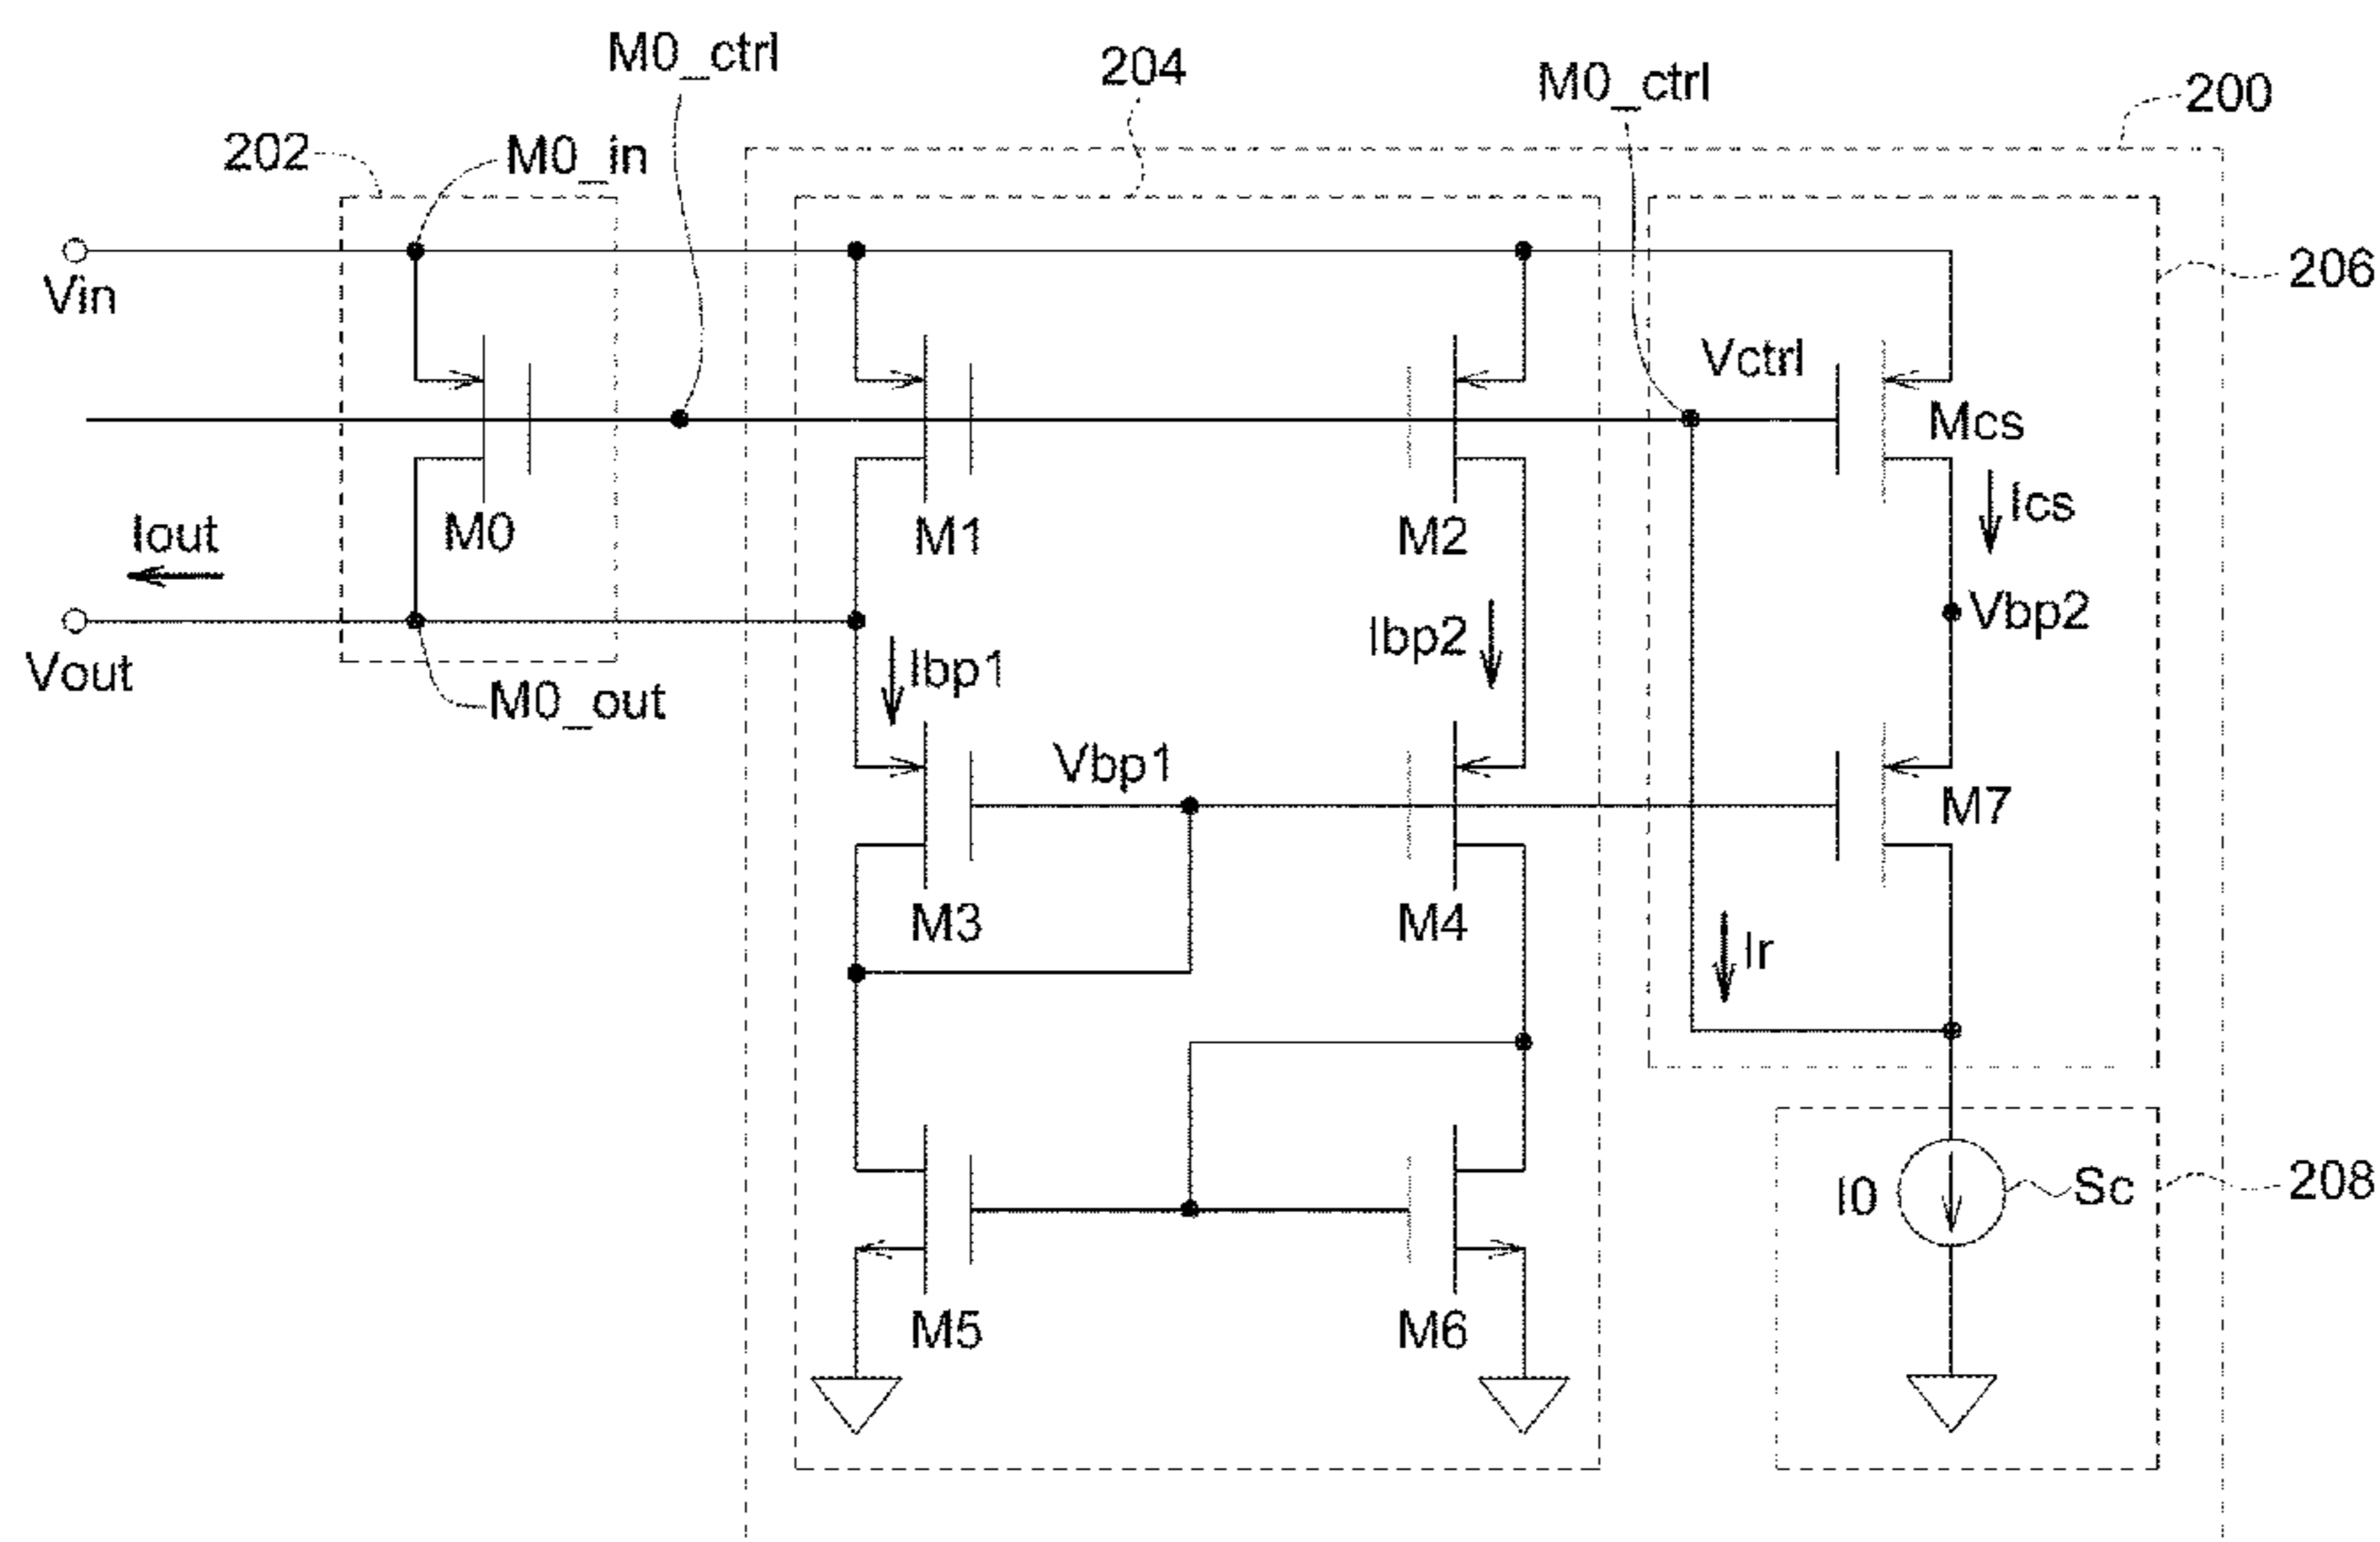 M0_ctrl
204
M0_ctrl
200
202
M0_in
206
Vin
Vctrl
Mcs
Iout
M0
M1
M2
Ics
Vbp2
Ibp2
Ibp1
Vout
M0_out
Vbp1
M7
M3
M4
Ir
I0
Sc
208
M5
M6